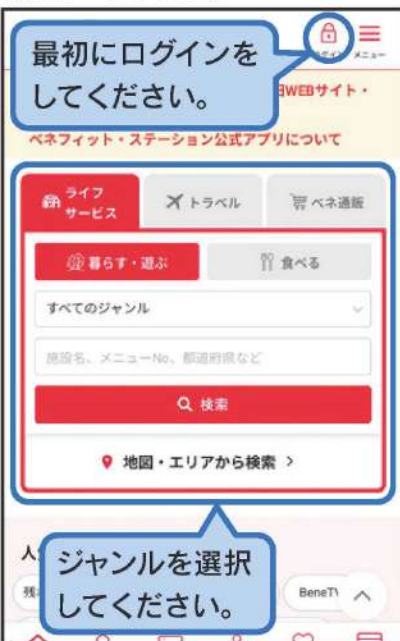 最初にログインを
してください。
メニュー
旧WEBサイト・
ベネフィット・ステーション公式アプリについて
ライフ
サービス
トラベル
ベネ通販
暮らす・遊ぶ
食べる
すべてのジャンル
施設名、メニューNo、都道府県など
検索
地図・エリアから検索 >
人
ジャンルを選択
してください。
残
BeneTV